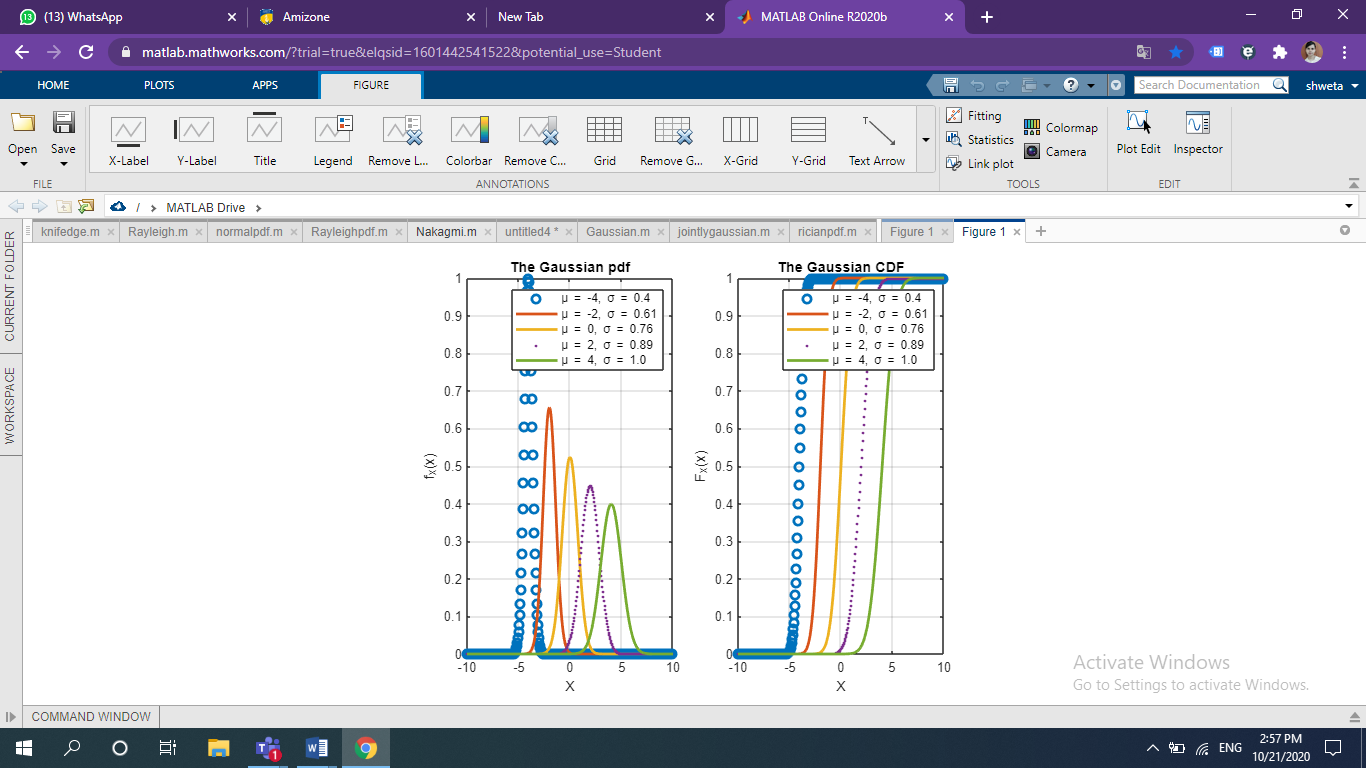 (13) WhatsApp
Amizone
New Tab
MATLAB Online R2020b
matlab.mathworks.com/?trial=true&elqsid=1601442541522&potential_use=Student
HOME PLOTS APPS FIGURE
Search Documentation
shweta
Open
Save
FILE
X-Label Y-Label Title Legend Remove L... Colorbar Remove C... Grid Remove G... X-Grid Y-Grid Text Arrow
ANNOTATIONS
Fitting
Statistics
Link plot
Colormap
Camera
TOOLS
Plot Edit Inspector
EDIT
/ MATLAB Drive
CURRENT FOLDER
WORKSPACE
knifedge.m Rayleigh.m normalpdf.m Rayleighpdf.m Nakagmi.m untitled4 * Gaussian.m jointlygaussian.m ricianpdf.m Figure 1 Figure 1
The Gaussian pdf
μ = -4, σ = 0.4
μ = -2, σ = 0.61
μ = 0, σ = 0.76
μ = 2, σ = 0.89
μ = 4, σ = 1.0
1
0.9
0.8
0.7
0.6
0.5
0.4
0.3
0.2
0.1
0
fX(x)
-10 -5 0 5 10
X
The Gaussian CDF
μ = -4, σ = 0.4
μ = -2, σ = 0.61
μ = 0, σ = 0.76
μ = 2, σ = 0.89
μ = 4, σ = 1.0
1
0.9
0.8
0.7
0.6
0.5
0.4
0.3
0.2
0.1
0
FX(x)
-10 -5 0 5 10
X
Activate Windows
Go to Settings to activate Windows.
COMMAND WINDOW
1
ENG
2:57 PM
10/21/2020